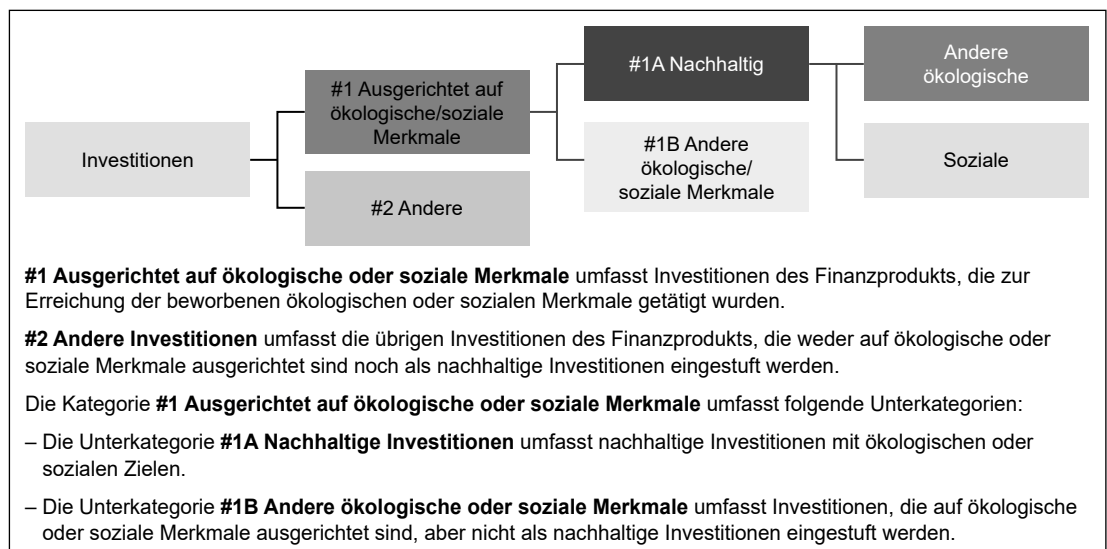 Investitionen
#1 Ausgerichtet auf
ökologische/soziale
Merkmale
#2 Andere
#1A Nachhaltig
#1B Andere
ökologische/
soziale Merkmale
Andere
ökologische
Soziale
#1 Ausgerichtet auf ökologische oder soziale Merkmale umfasst Investitionen des Finanzprodukts, die zur
Erreichung der beworbenen ökologischen oder sozialen Merkmale getätigt wurden.
#2 Andere Investitionen umfasst die übrigen Investitionen des Finanzprodukts, die weder auf ökologische oder
soziale Merkmale ausgerichtet sind noch als nachhaltige Investitionen eingestuft werden.
Die Kategorie #1 Ausgerichtet auf ökologische oder soziale Merkmale umfasst folgende Unterkategorien:
– Die Unterkategorie #1A Nachhaltige Investitionen umfasst nachhaltige Investitionen mit ökologischen oder
sozialen Zielen.
– Die Unterkategorie #1B Andere ökologische oder soziale Merkmale umfasst Investitionen, die auf ökologische
oder soziale Merkmale ausgerichtet sind, aber nicht als nachhaltige Investitionen eingestuft werden.